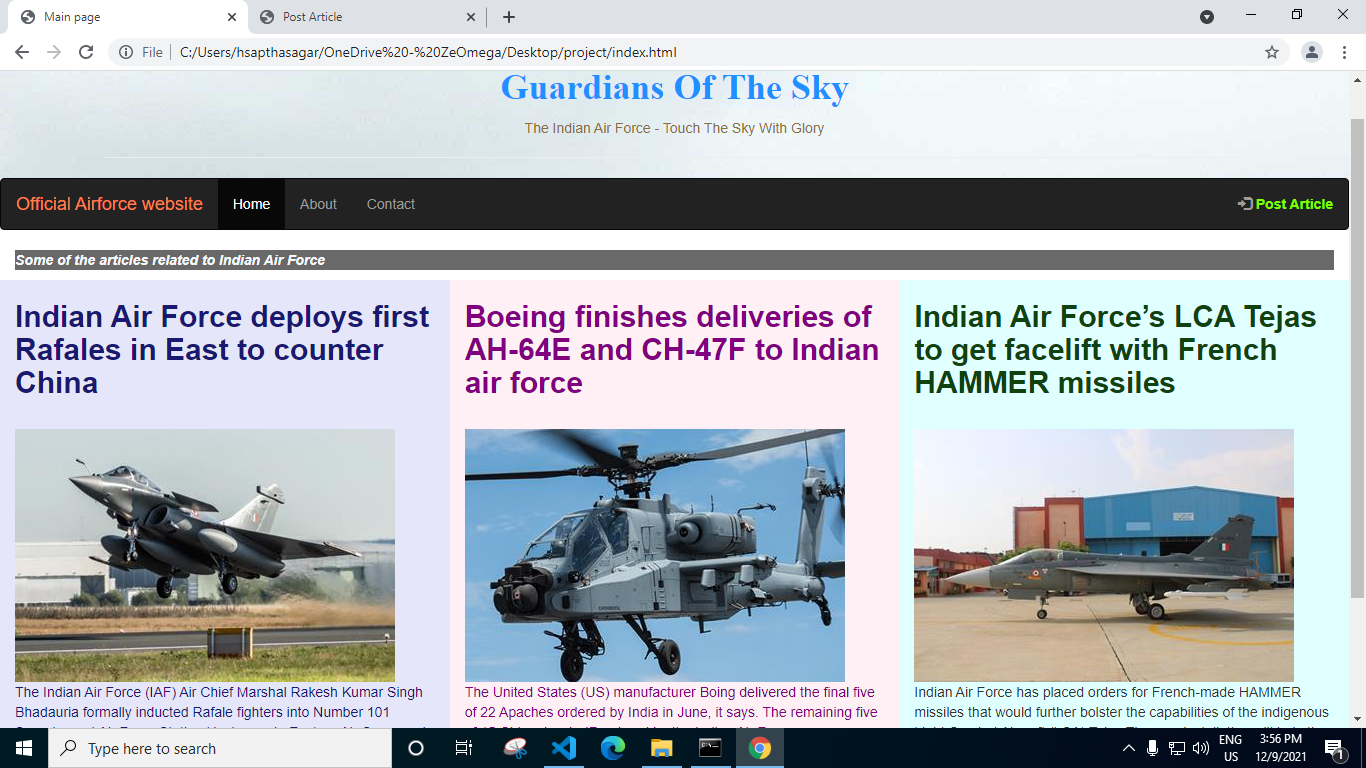 Main page
Post Article
File
C:/Users/hsapthasagar/OneDrive%20-%20ZeOmega/Desktop/project/index.html
Guardians Of The Sky
The Indian Air Force - Touch The Sky With Glory
Official Airforce website Home About Contact Post Article
Some of the articles related to Indian Air Force
Indian Air Force deploys first
Rafales in East to counter
China
The Indian Air Force (IAF) Air Chief Marshal Rakesh Kumar Singh
Bhadauria formally inducted Rafale fighters into Number 101
Boeing finishes deliveries of
AH-64E and CH-47F to Indian
air force
The United States (US) manufacturer Boing delivered the final five
of 22 Apaches ordered by India in June, it says. The remaining five
Indian Air Force’s LCA Tejas
to get facelift with French
HAMMER missiles
Indian Air Force has placed orders for French-made HAMMER
missiles that would further bolster the capabilities of the indigenous
Type here to search
ENG
US
3:56 PM
12/9/2021
1